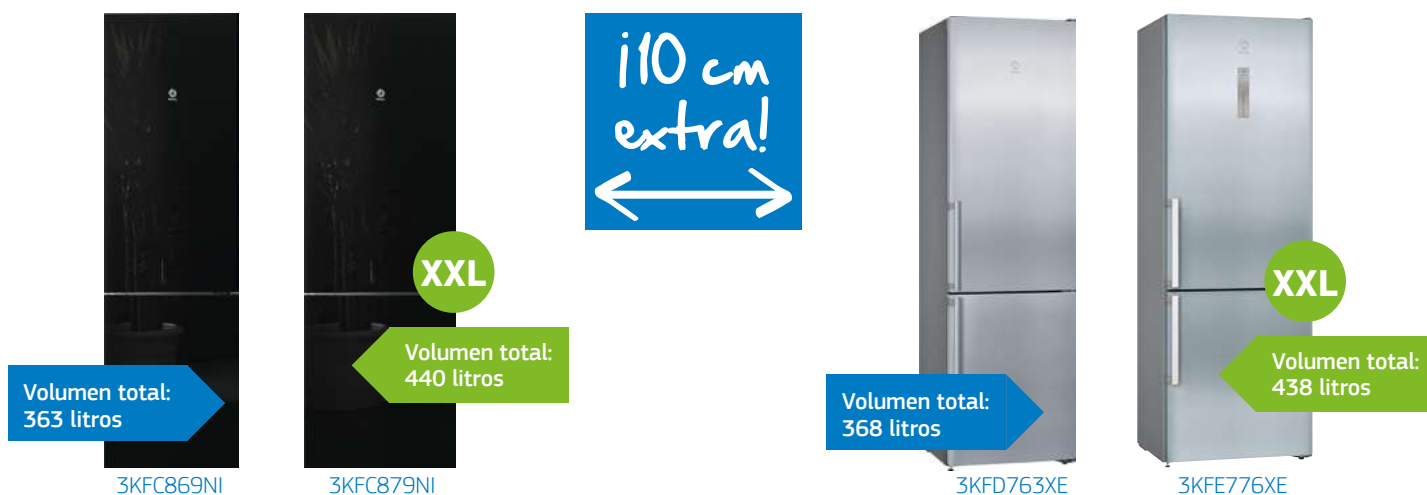 ¡10 cm
extra!
XXL
Volumen total:
440 litros
Volumen total:
363 litros
3KFC869NI
3KFC879NI
XXL
Volumen total:
438 litros
Volumen total:
368 litros
3KFD763XE
3KFE776XE